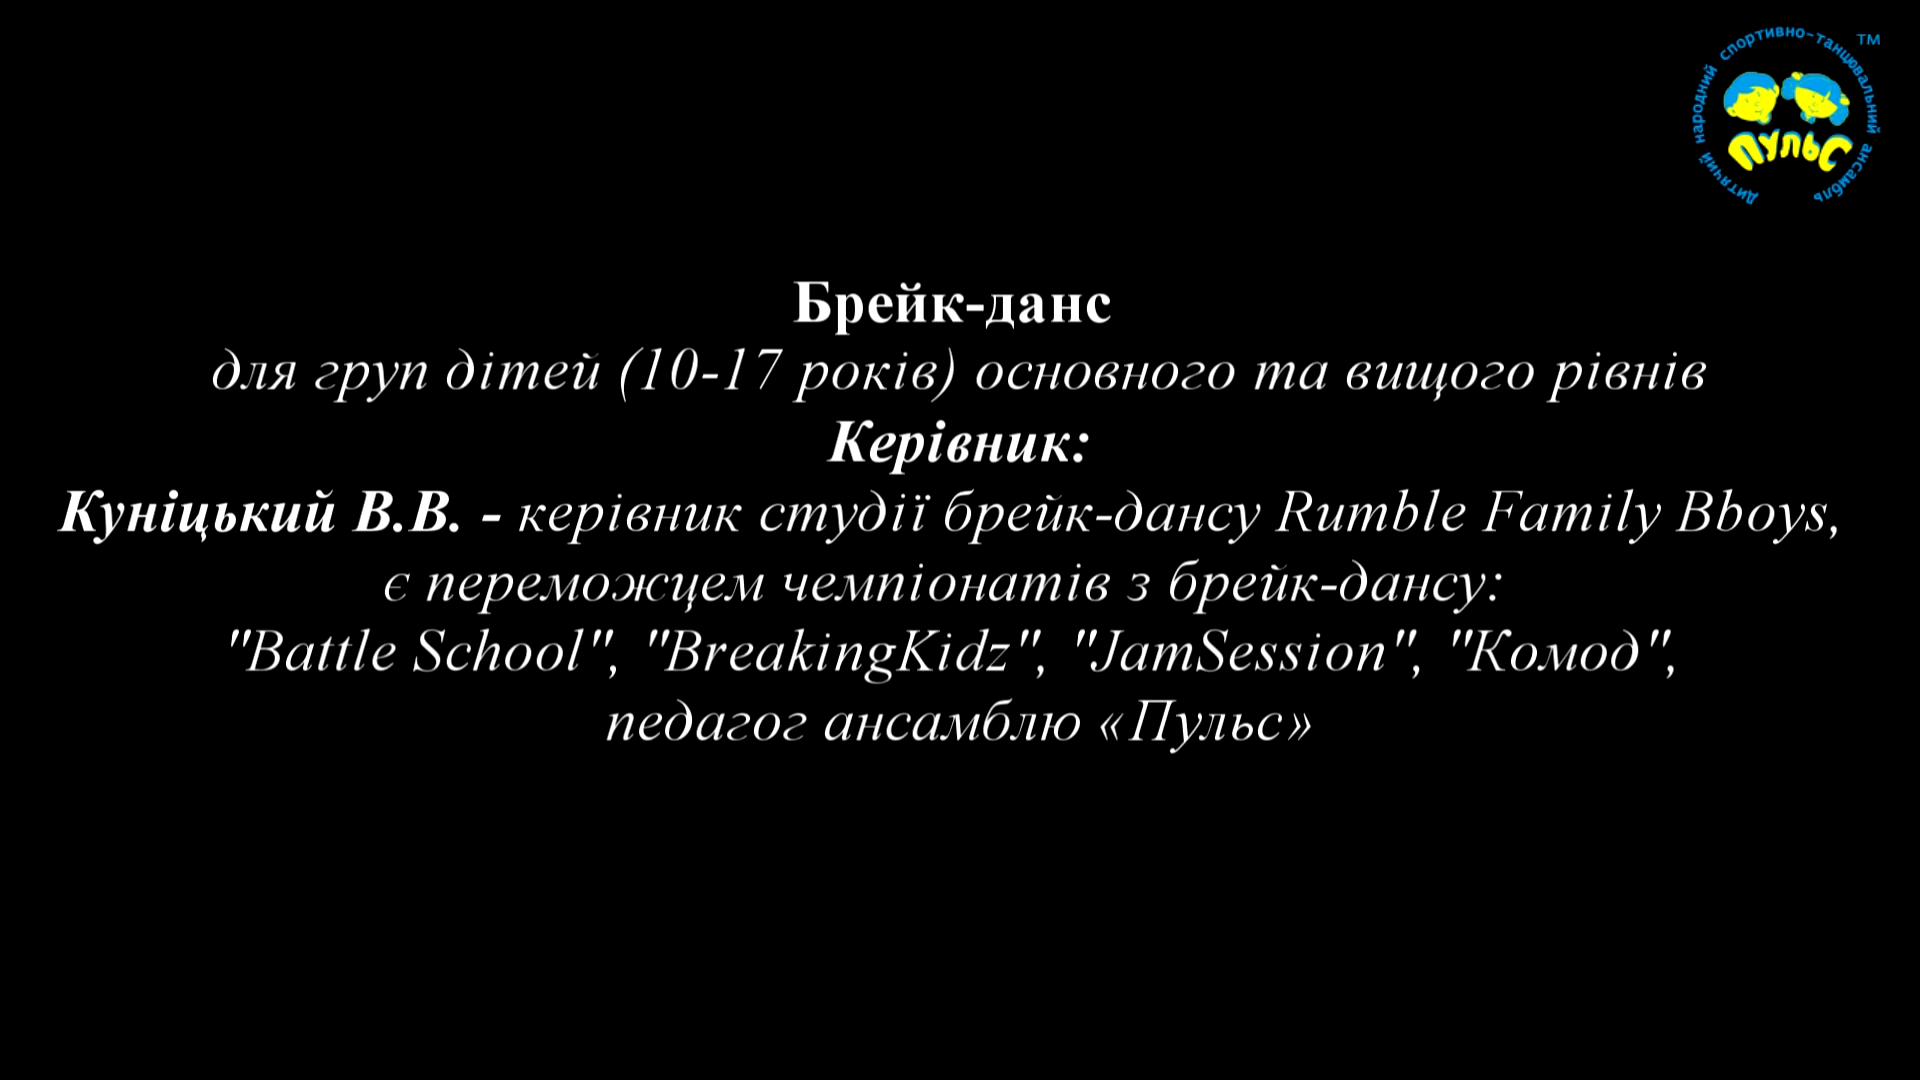 дитячий народний спортивно-танцювальний ансамбль
TM
ПУЛЬС
Брейк-данс
для груп дітей (10-17 років) основного та вищого рівнів
Керівник:
Куніцький В.В. - керівник студії брейк-дансу Rumble Family Bboys,
є переможцем чемпіонатів з брейк-дансу:
"Battle School", "BreakingKidz", "JamSession", "Комод",
педагог ансамблю «Пульс»